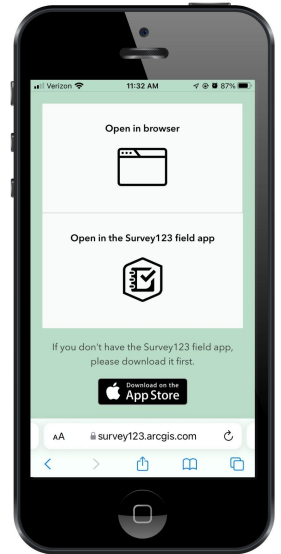 Verizon 11:32 AM 87%
Open in browser
Open in the Survey123 field app
If you don't have the Survey123 field app,
please download it first.
Download on the
App Store
AA survey123.arcgis.com